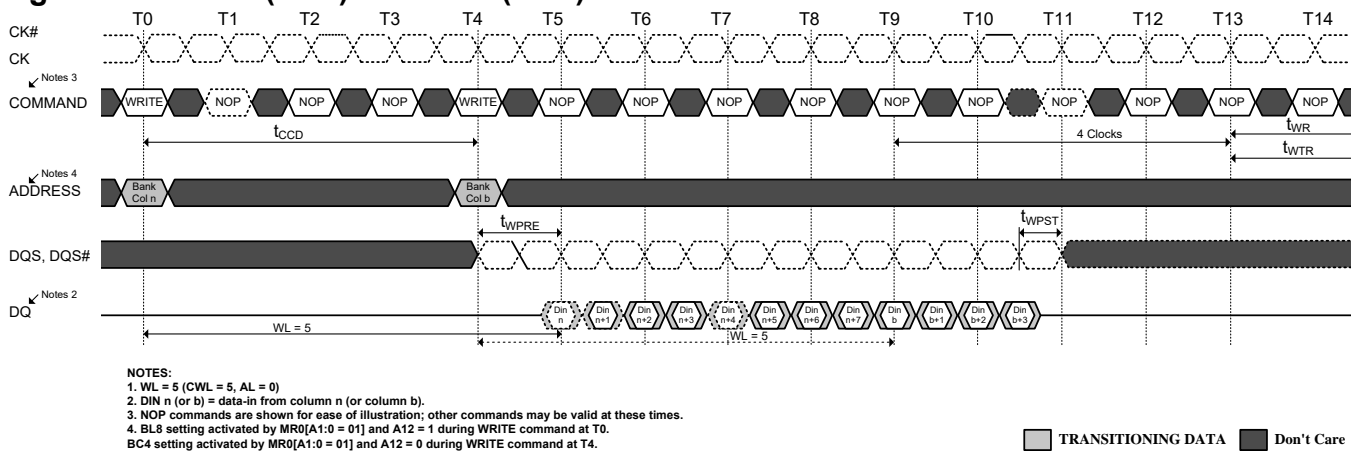 T0 T1 T2 T3 T4 T5 T6 T7 T8 T9 T10 T11 T12 T13 T14
CK#
CK
Notes 3
COMMAND WRITE NOP NOP NOP WRITE NOP NOP NOP NOP NOP NOP NOP NOP NOP NOP
tCCD 4 Clocks tWR
tWTR
Notes 4
ADDRESS Bank Col n Bank Col b
tWPRE tWPST
DQS, DQS#
Notes 2
DQ Din n Din n+1 Din n+2 Din n+3 Din n+4 Din n+5 Din n+6 Din n+7 Din b Din b+1 Din b+2 Din b+3
WL = 5 WL = 5
NOTES:
1. WL = 5 (CWL = 5, AL = 0)
2. DIN n (or b) = data-in from column n (or column b).
3. NOP commands are shown for ease of illustration; other commands may be valid at these times.
4. BL8 setting activated by MR0[A1:0 = 01] and A12 = 1 during WRITE command at T0.
BC4 setting activated by MR0[A1:0 = 01] and A12 = 0 during WRITE command at T4.
TRANSITIONING DATA Don't Care